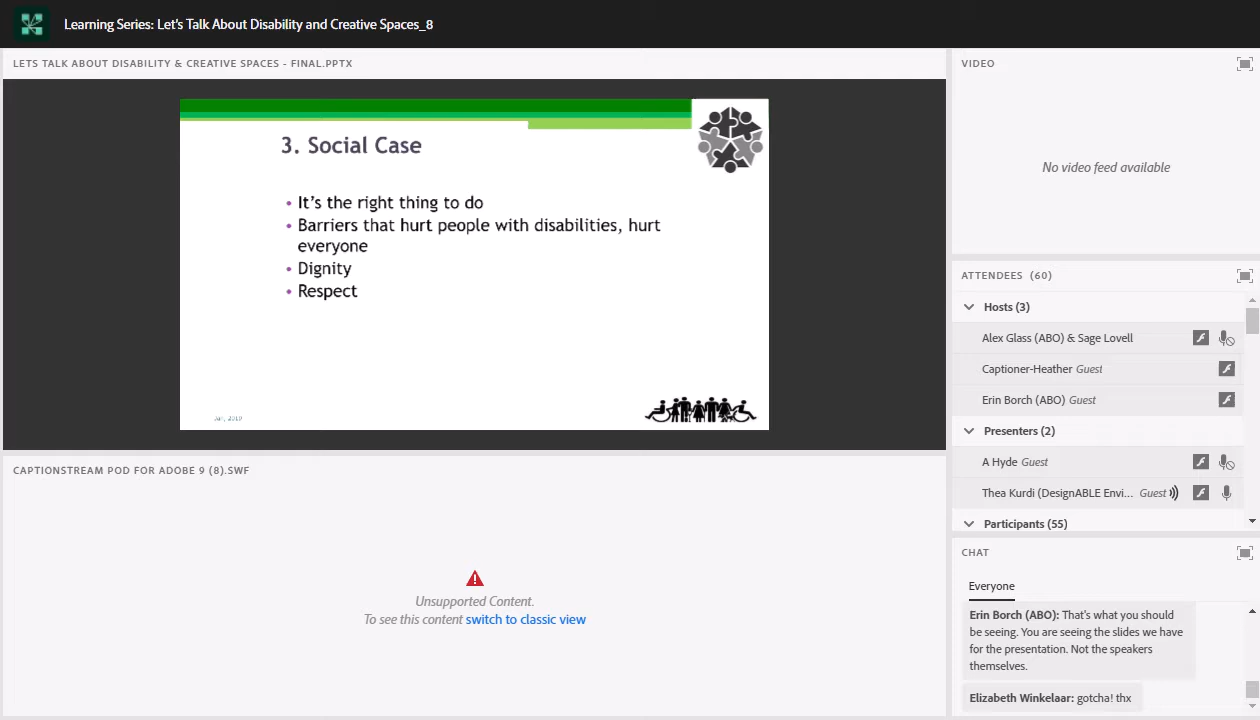 Learning Series: Let's Talk About Disability and Creative Spaces_8
LETS TALK ABOUT DISABILITY & CREATIVE SPACES - FINAL.PPTX
3. Social Case
• It's the right thing to do
• Barriers that hurt people with disabilities, hurt
everyone
• Dignity
• Respect
Jan, 2019
CAPTIONSTREAM POD FOR ADOBE 9 (8).SWF
Unsupported Content.
To see this content switch to classic view
VIDEO
No video feed available
ATTENDEES (60)
Hosts (3)
Alex Glass (ABO) & Sage Lovell
Captioner-Heather Guest
Erin Borch (ABO) Guest
Presenters (2)
A Hyde Guest
Thea Kurdi (DesignABLE Envi... Guest
Participants (55)
CHAT
Everyone
Erin Borch (ABO): That's what you should
be seeing. You are seeing the slides we have
for the presentation. Not the speakers
themselves.
Elizabeth Winkelaar: gotcha! thx